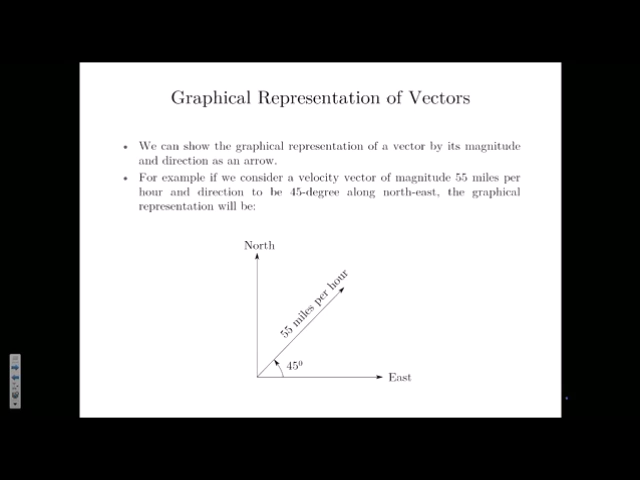 Graphical Representation of Vectors
• We can show the graphical representation of a vector by its magnitude
and direction as an arrow.
• For example if we consider a velocity vector of magnitude 55 miles per
hour and direction to be 45-degree along north-east, the graphical
representation will be:
North
55 miles per hour
45⁰
East